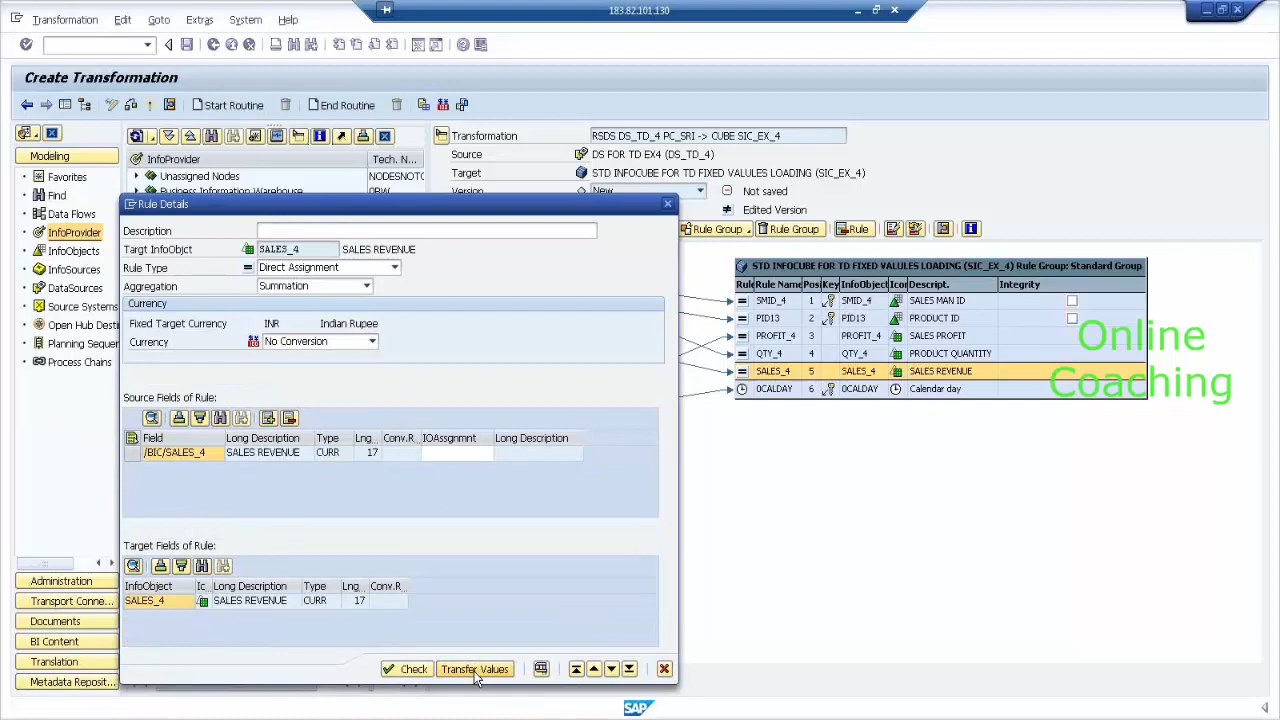 183.82.101.130
Transformation Edit Goto Extras System Help
Create Transformation
Start Routine End Routine
Modeling
Favorites
Find
Data Flows
InfoProvider
InfoObjects
InfoSources
DataSources
Source Systems
Open Hub Desti
Planning Sequen
Process Chains
Administration
Transport Conne...
Documents
BI Content
Translation
Metadata Reposit...
InfoProvider Tech. N...
Unassigned Nodes NODESNOTC
Business Information Warehouse 0BW
Transformation RSDS DS_TD_4 PC_SRI -> CUBE SIC_EX_4
Source DS FOR TD EX4 (DS_TD_4)
Target STD INFOCUBE FOR TD FIXED VALULES LOADING (SIC_EX_4)
Version New Not saved
Edited Version
Rule Group Rule Group Rule
Rule Details
Description
Targt InfoObjct SALES_4 SALES REVENUE
Rule Type Direct Assignment
Aggregation Summation
Currency
Fixed Target Currency INR Indian Rupee
Currency No Conversion
Source Fields of Rule:
Field Long Description Type Lng... Conv.R... IOAssgnmnt Long Description
/BIC/SALES_4 SALES REVENUE CURR 17
Target Fields of Rule:
InfoObject Ic... Long Description Type Lng... Conv.R...
SALES_4 SALES REVENUE CURR 17
Check Transfer Values
STD INFOCUBE FOR TD FIXED VALULES LOADING (SIC_EX_4) Rule Group: Standard Group
Rule Rule Name Posi Key InfoObject Icon Descript. Integrity
SMID_4 1 SMID_4 SALES MAN ID
PID13 2 PID13 PRODUCT ID
PROFIT_4 3 PROFIT_4 SALES PROFIT
QTY_4 4 QTY_4 PRODUCT QUANTITY
SALES_4 5 SALES_4 SALES REVENUE
0CALDAY 6 0CALDAY Calendar day
Online
Coaching
SAP